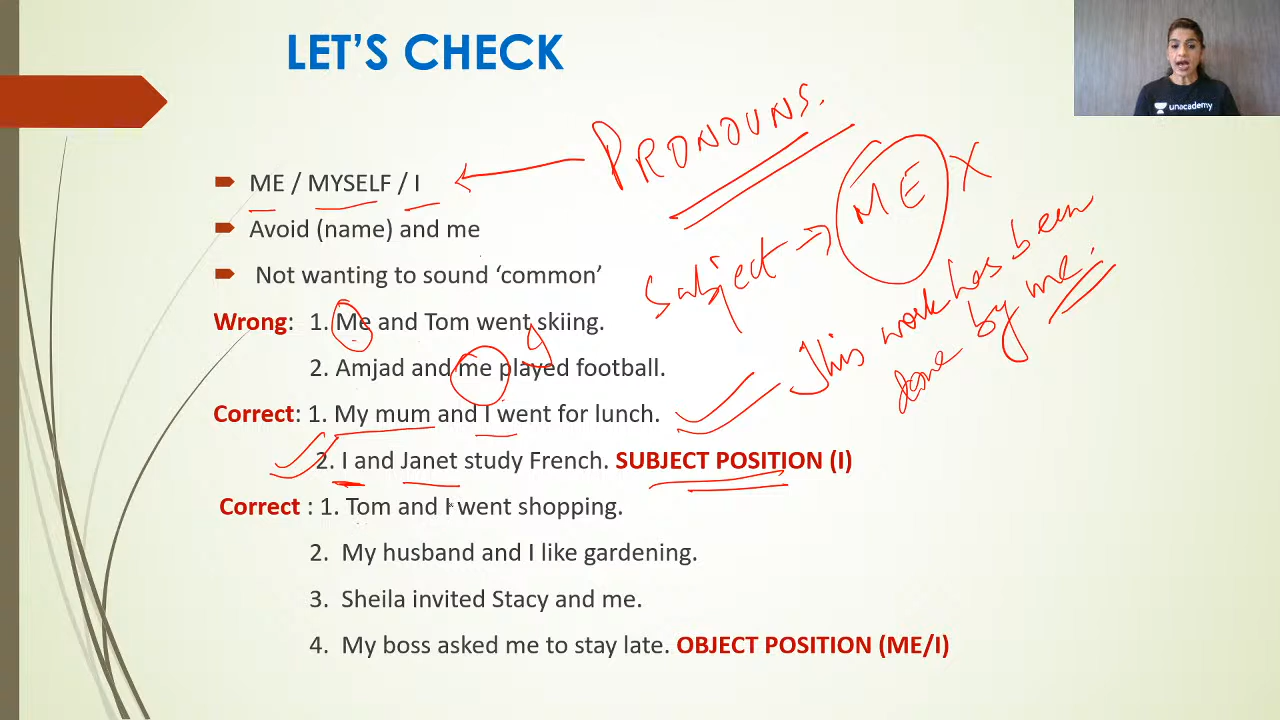 LET'S CHECK
unacademy
PRONOUNS.
ME / MYSELF / I
ME X
Avoid (name) and me
Subject →
Not wanting to sound ‘common’
This work has been
done by me.
Wrong: 1. Me and Tom went skiing.
2. Amjad and me played football.
Correct: 1. My mum and I went for lunch.
2. I and Janet study French. SUBJECT POSITION (I)
Correct : 1. Tom and I went shopping.
2. My husband and I like gardening.
3. Sheila invited Stacy and me.
4. My boss asked me to stay late. OBJECT POSITION (ME/I)